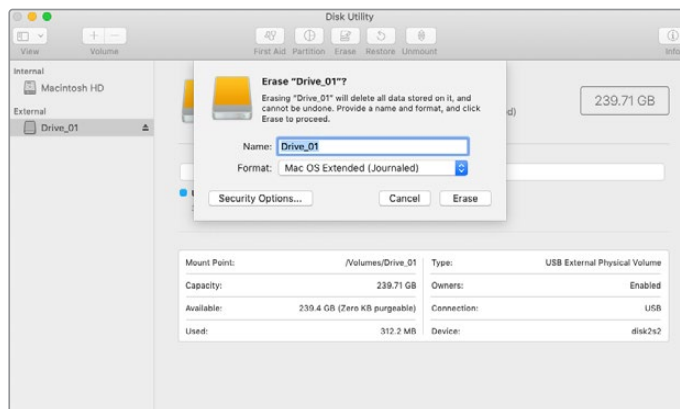 Disk Utility
View
Volume
First Aid Partition Erase Restore Unmount
Info
Internal
Macintosh HD
External
Drive_01
Erase "Drive_01"?
Erasing "Drive_01" will delete all data stored on it, and
cannot be undone. Provide a name and format, and click
Erase to proceed.
d)
239.71 GB
Name: Drive_01
Format: Mac OS Extended (Journaled)
Security Options... Cancel Erase
Mount Point: /Volumes/Drive_01 Type: USB External Physical Volume
Capacity: 239.71 GB Owners: Enabled
Available: 239.4 GB (Zero KB purgeable) Connection: USB
Used: 312.2 MB Device: disk2s2